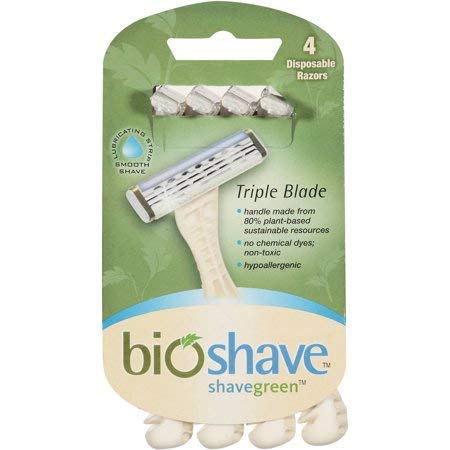 4
Disposable
Razors
LUBRICATING STRIP
SMOOTH
SHAVE
Triple Blade
• handle made from
80% plant-based
sustainable resources
• no chemical dyes;
non-toxic
• hypoallergenic
bioshave™
shavegreen™